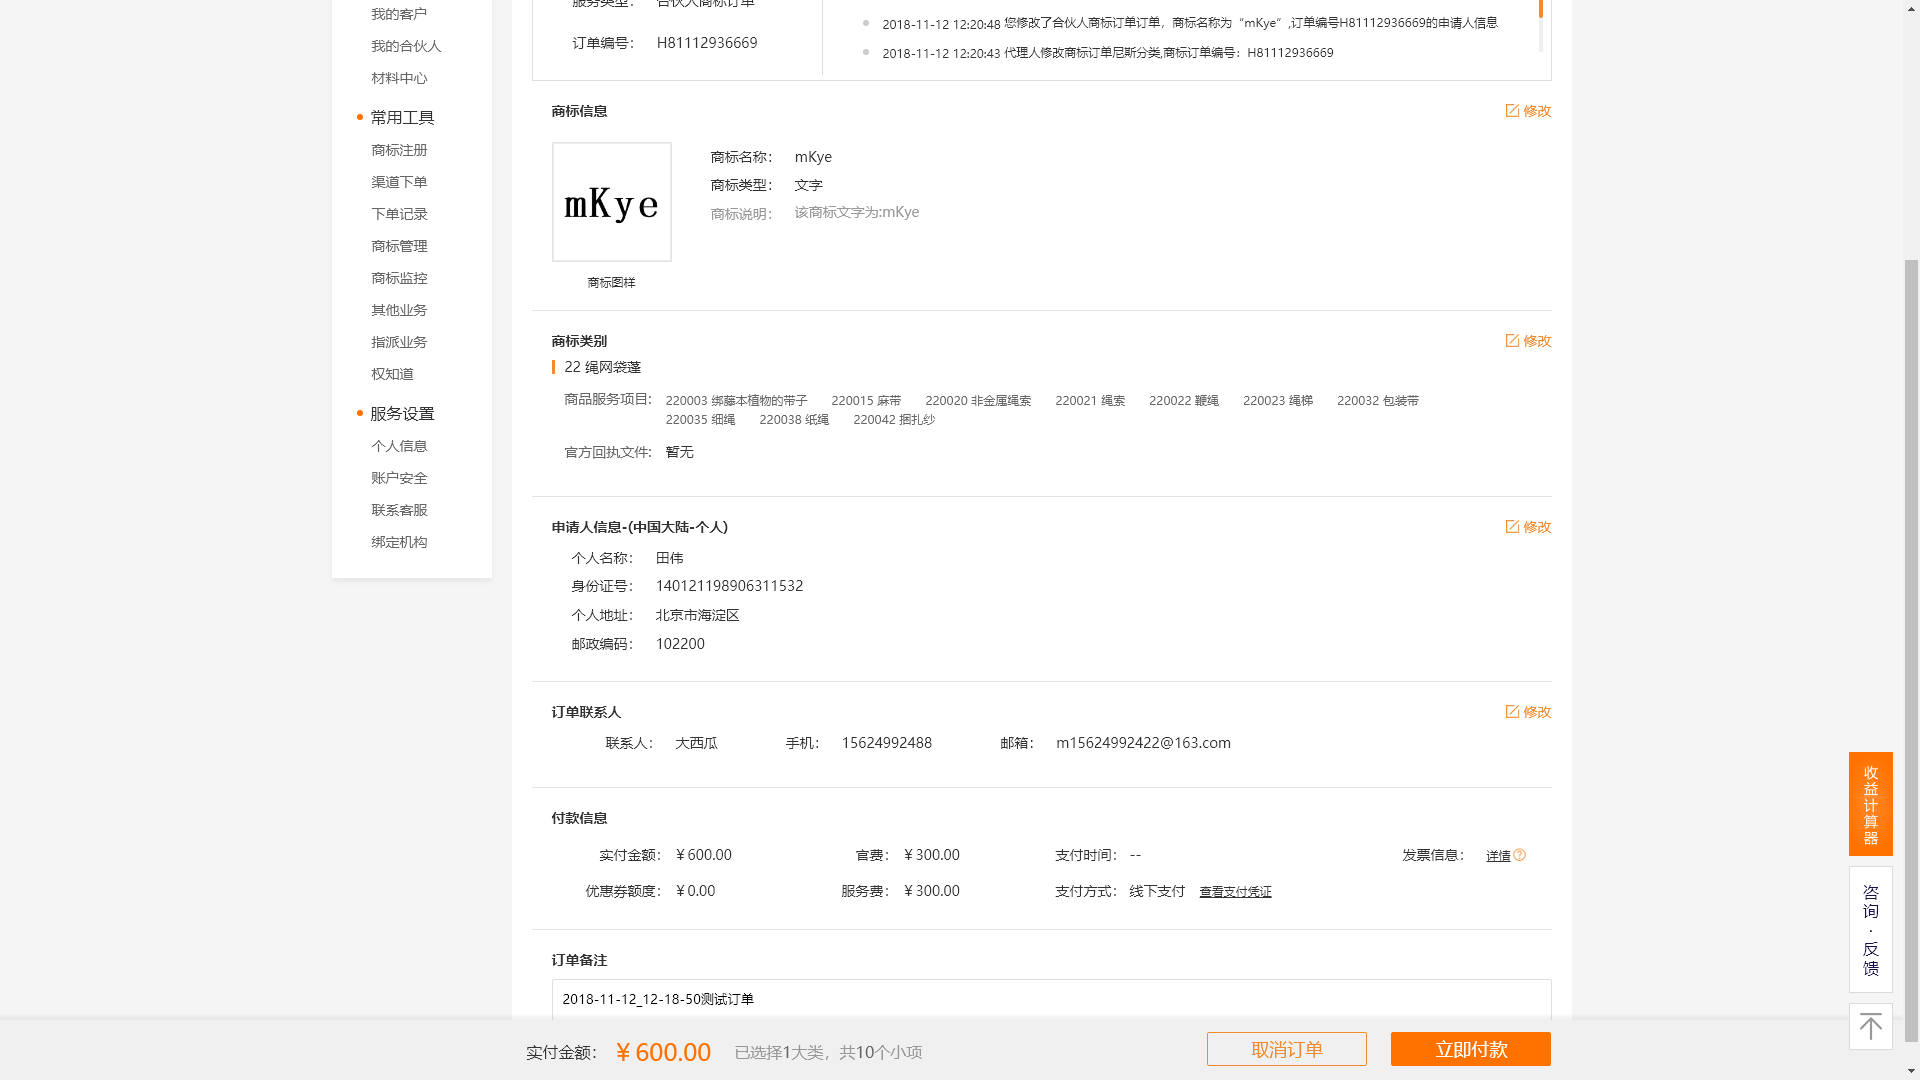 我的客户
我的合伙人
材料中心
常用工具
商标注册
渠道下单
下单记录
商标管理
商标监控
其他业务
指派业务
权知道
服务设置
个人信息
账户安全
联系客服
绑定机构
服务类型： 合伙人商标订单
订单编号： H81112936669
2018-11-12 12:20:48 您修改了合伙人商标订单订单，商标名称为“mKye”,订单编号H81112936669的申请人信息
2018-11-12 12:20:43 代理人修改商标订单尼斯分类,商标订单编号：H81112936669
商标信息 修改
mKye
商标图样
商标名称： mKye
商标类型： 文字
商标说明： 该商标文字为:mKye
商标类别 修改
22 绳网袋蓬
商品服务项目: 220003 绑藤本植物的带子 220015 麻带 220020 非金属绳索 220021 绳索 220022 鞭绳 220023 绳梯 220032 包装带
220035 细绳 220038 纸绳 220042 捆扎纱
官方回执文件: 暂无
申请人信息-(中国大陆-个人) 修改
个人名称： 田伟
身份证号： 140121198906311532
个人地址： 北京市海淀区
邮政编码： 102200
订单联系人 修改
联系人： 大西瓜 手机： 15624992488 邮箱： m15624992422@163.com
付款信息
实付金额： ￥600.00 官费： ￥300.00 支付时间： -- 发票信息： 详情
优惠券额度： ￥0.00 服务费： ￥300.00 支付方式： 线下支付 查看支付凭证
订单备注
2018-11-12_12-18-50测试订单
实付金额： ￥600.00 已选择1大类，共10个小项 取消订单 立即付款
收益计算器
咨询·反馈